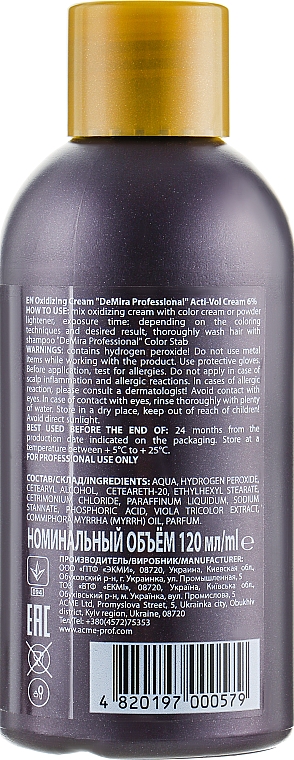 EN Oxidizing Cream "DeMira Professional" Acti-Vol Cream 6%
HOW TO USE: mix oxidizing cream with color cream or powder
lightener, exposure time: depending on the coloring
techniques and desired result, thoroughly wash hair with
shampoo "DeMira Professional" Color Stab
WARNINGS: contains hydrogen peroxide! Do not use metal
items while working with the product. Use protective gloves.
Before application, test for allergies. Do not apply in case of
scalp inflammation and allergic reactions. In cases of allergic
reaction, please consult a dermatologist! Avoid contact with
eyes. In case of contact with eyes, rinse thoroughly with plenty
of water. Store in a dry place, keep out of reach of children!
Avoid direct sunlight.
BEST USED BEFORE THE END OF: 24 months from the
production date indicated on the packaging. Store at a
temperature between + 5°C to + 25°C.
FOR PROFESSIONAL USE ONLY
СОСТАВ/СКЛАД/INGREDIENTS: AQUA, HYDROGEN PEROXIDE,
CETEARYL ALCOHOL, CETEARETH-20, ETHYLHEXYL STEARATE,
CETRIMONIUM CHLORIDE, PARAFFINUM LIQUIDUM, SODIUM
STANNATE, PHOSPHORIC ACID, VIOLA TRICOLOR EXTRACT,
COMMIPHORA MYRRHA (MYRRH) OIL, PARFUM.
НОМИНАЛЬНЫЙ ОБЪЁМ 120 мл/ml e
ПРОИЗВОДИТЕЛЬ/ВИРОБНИК/MANUFACTURER:
ООО "ПТО "ЭКМИ", 08720, Украина, Киевская обл.,
Обуховский р-н, г. Украинка, ул. Промышленная, 5
ТОВ "ВТО "ЕКМІ", 08720, Україна, Київська обл.,
Обухівський р-н, м. Українка, вул. Промислова, 5
ACME Ltd, Promyslova Street, 5, Ukrainka city, Obukhiv
district, Kyiv region, Ukraine, 08720
Тел./Tel+380(4572)75353
www.acme-prof.com
EAC
4 820197 000579